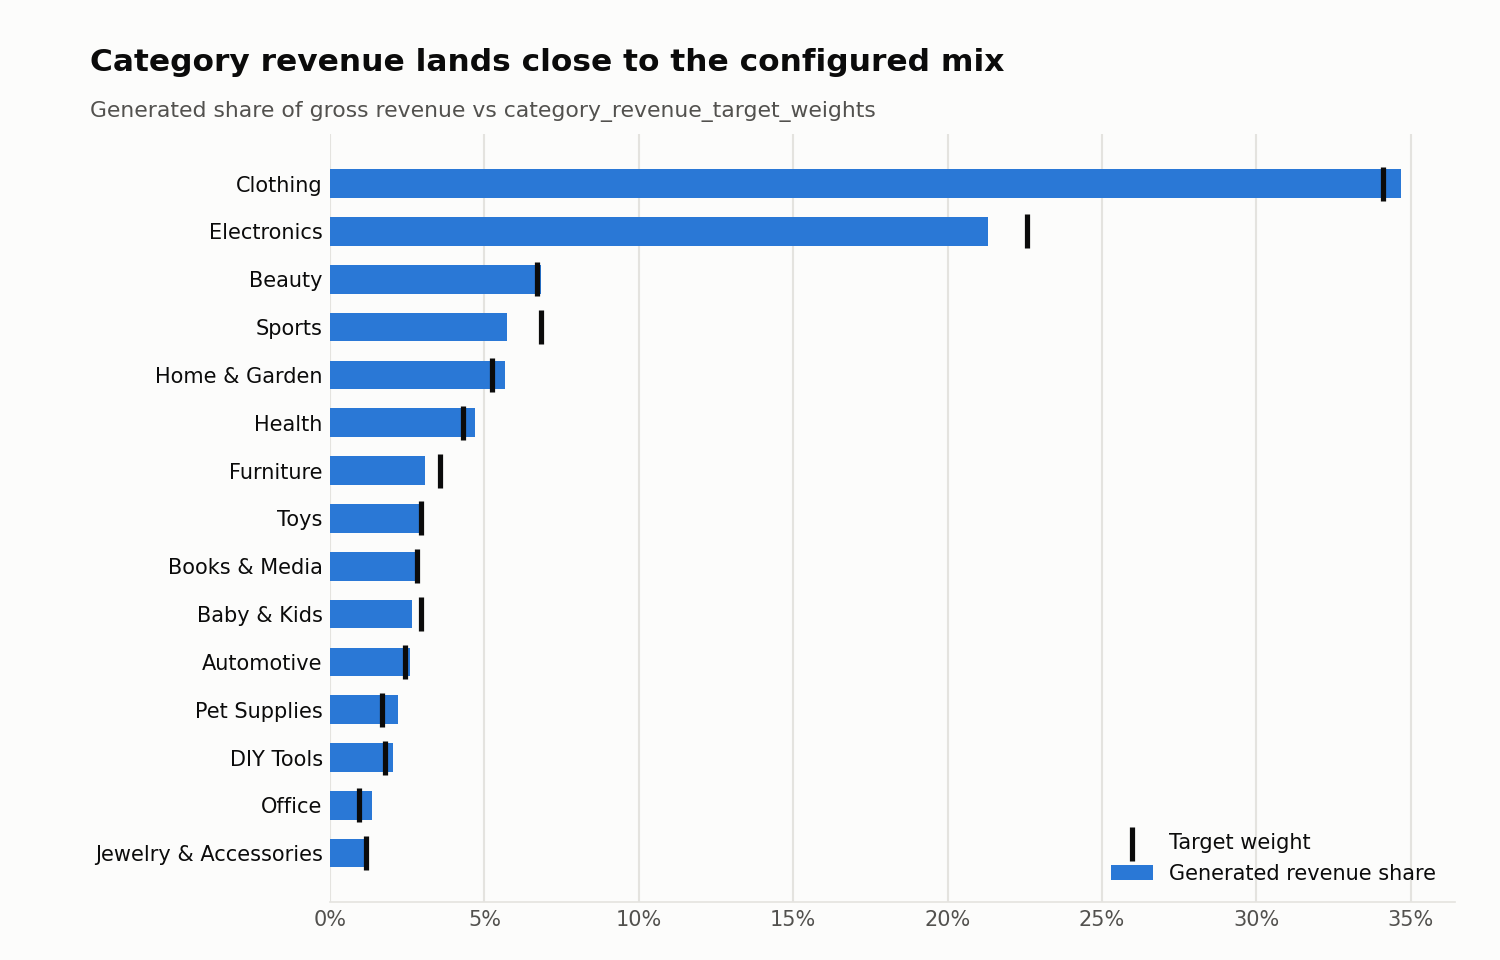 Category revenue lands close to the configured mix
Generated share of gross revenue vs category_revenue_target_weights
Clothing
Electronics
Beauty
Sports
Home & Garden
Health
Furniture
Toys
Books & Media
Baby & Kids
Automotive
Pet Supplies
DIY Tools
Office
Jewelry & Accessories
Target weight
Generated revenue share
0% 5% 10% 15% 20% 25% 30% 35%